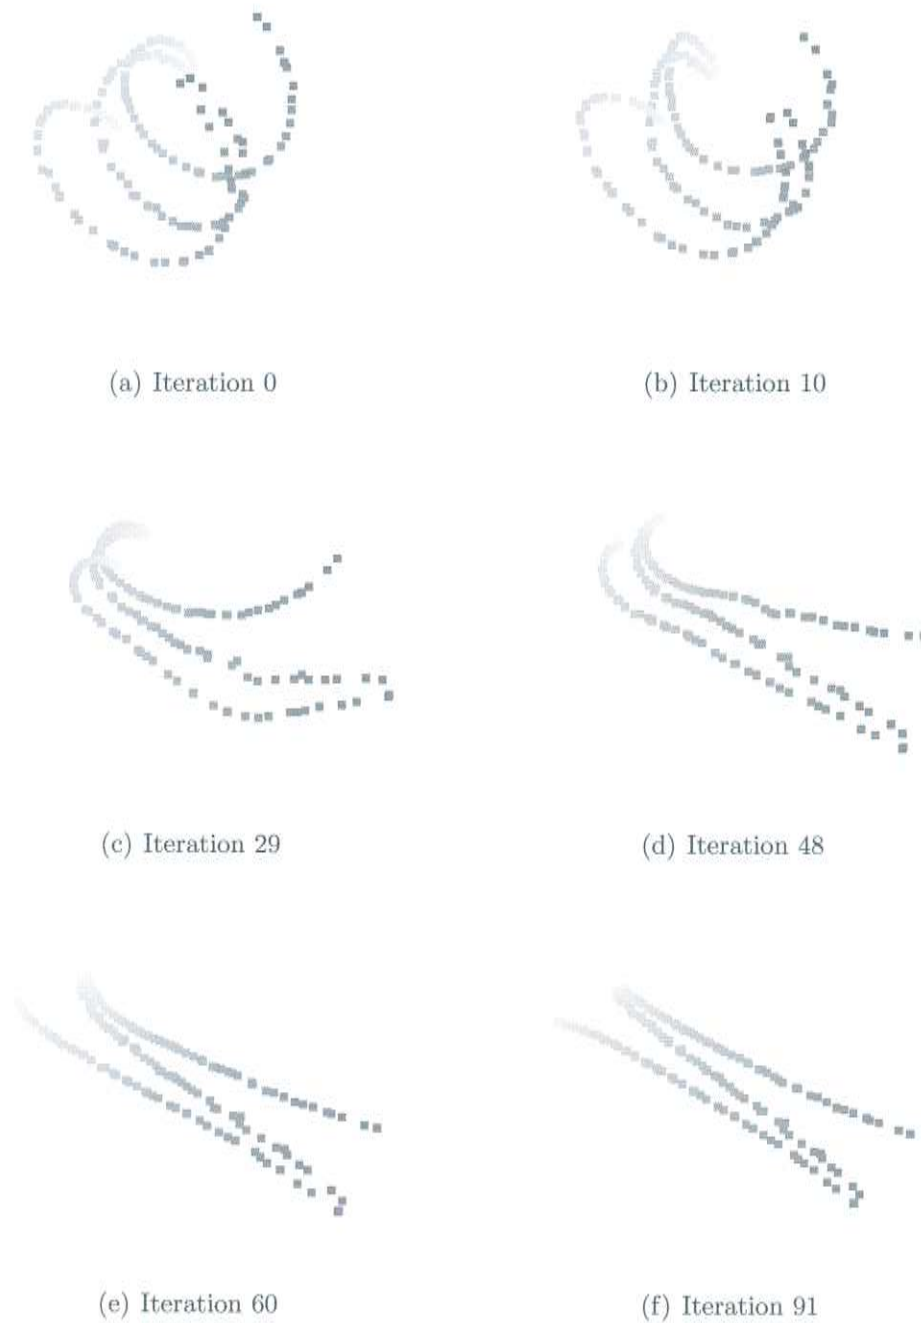 (a) Iteration 0
(b) Iteration 10
(c) Iteration 29
(d) Iteration 48
(e) Iteration 60
(f) Iteration 91